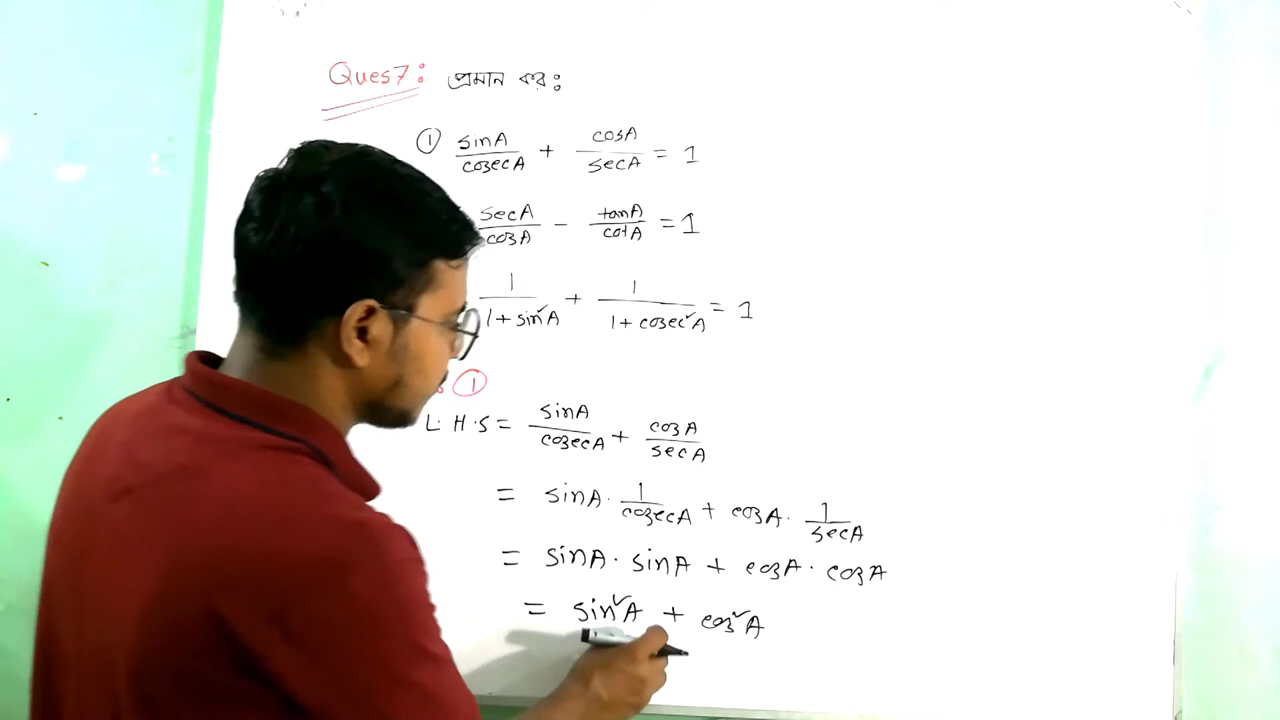 Ques7: প্রমান কর:
① sinA/cosecA + cosA/secA = 1
secA/cosA − tanA/cotA = 1
1/(1 + sin²A) + 1/(1 + cosec²A) = 1
: ①
L.H.S = sinA/cosecA + cosA/secA
= sinA · 1/cosecA + cosA · 1/secA
= sinA · sinA + cosA · cosA
= sin²A + cos²A